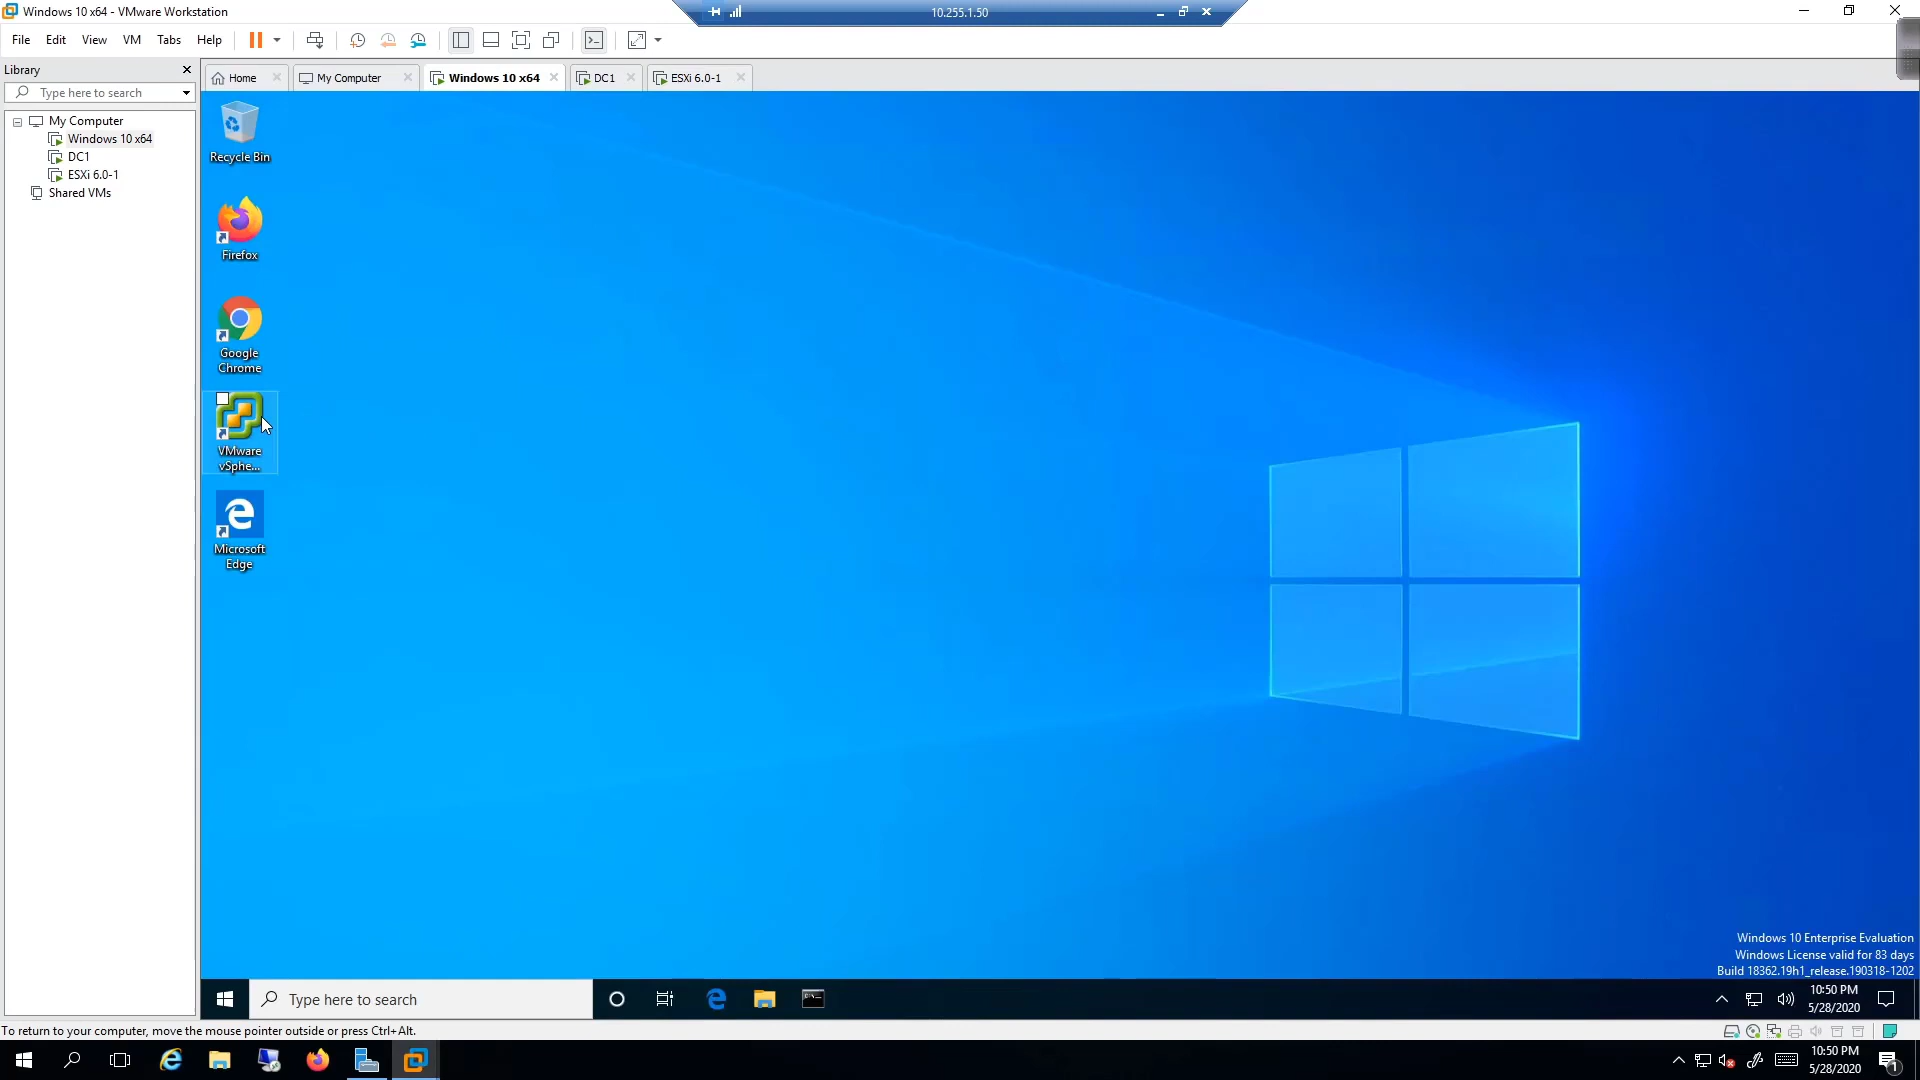 Windows 10 x64 - VMware Workstation
10.255.1.50
File Edit View VM Tabs Help
Library
Type here to search
Home
My Computer
Windows 10 x64
DC1
ESXi 6.0-1
My Computer
Windows 10 x64
DC1
ESXi 6.0-1
Shared VMs
Recycle Bin
Firefox
Google
Chrome
VMware
vSphe...
Microsoft
Edge
Windows 10 Enterprise Evaluation
Windows License valid for 83 days
Build 18362.19h1_release.190318-1202
Type here to search
10:50 PM
5/28/2020
To return to your computer, move the mouse pointer outside or press Ctrl+Alt.
10:50 PM
5/28/2020
1